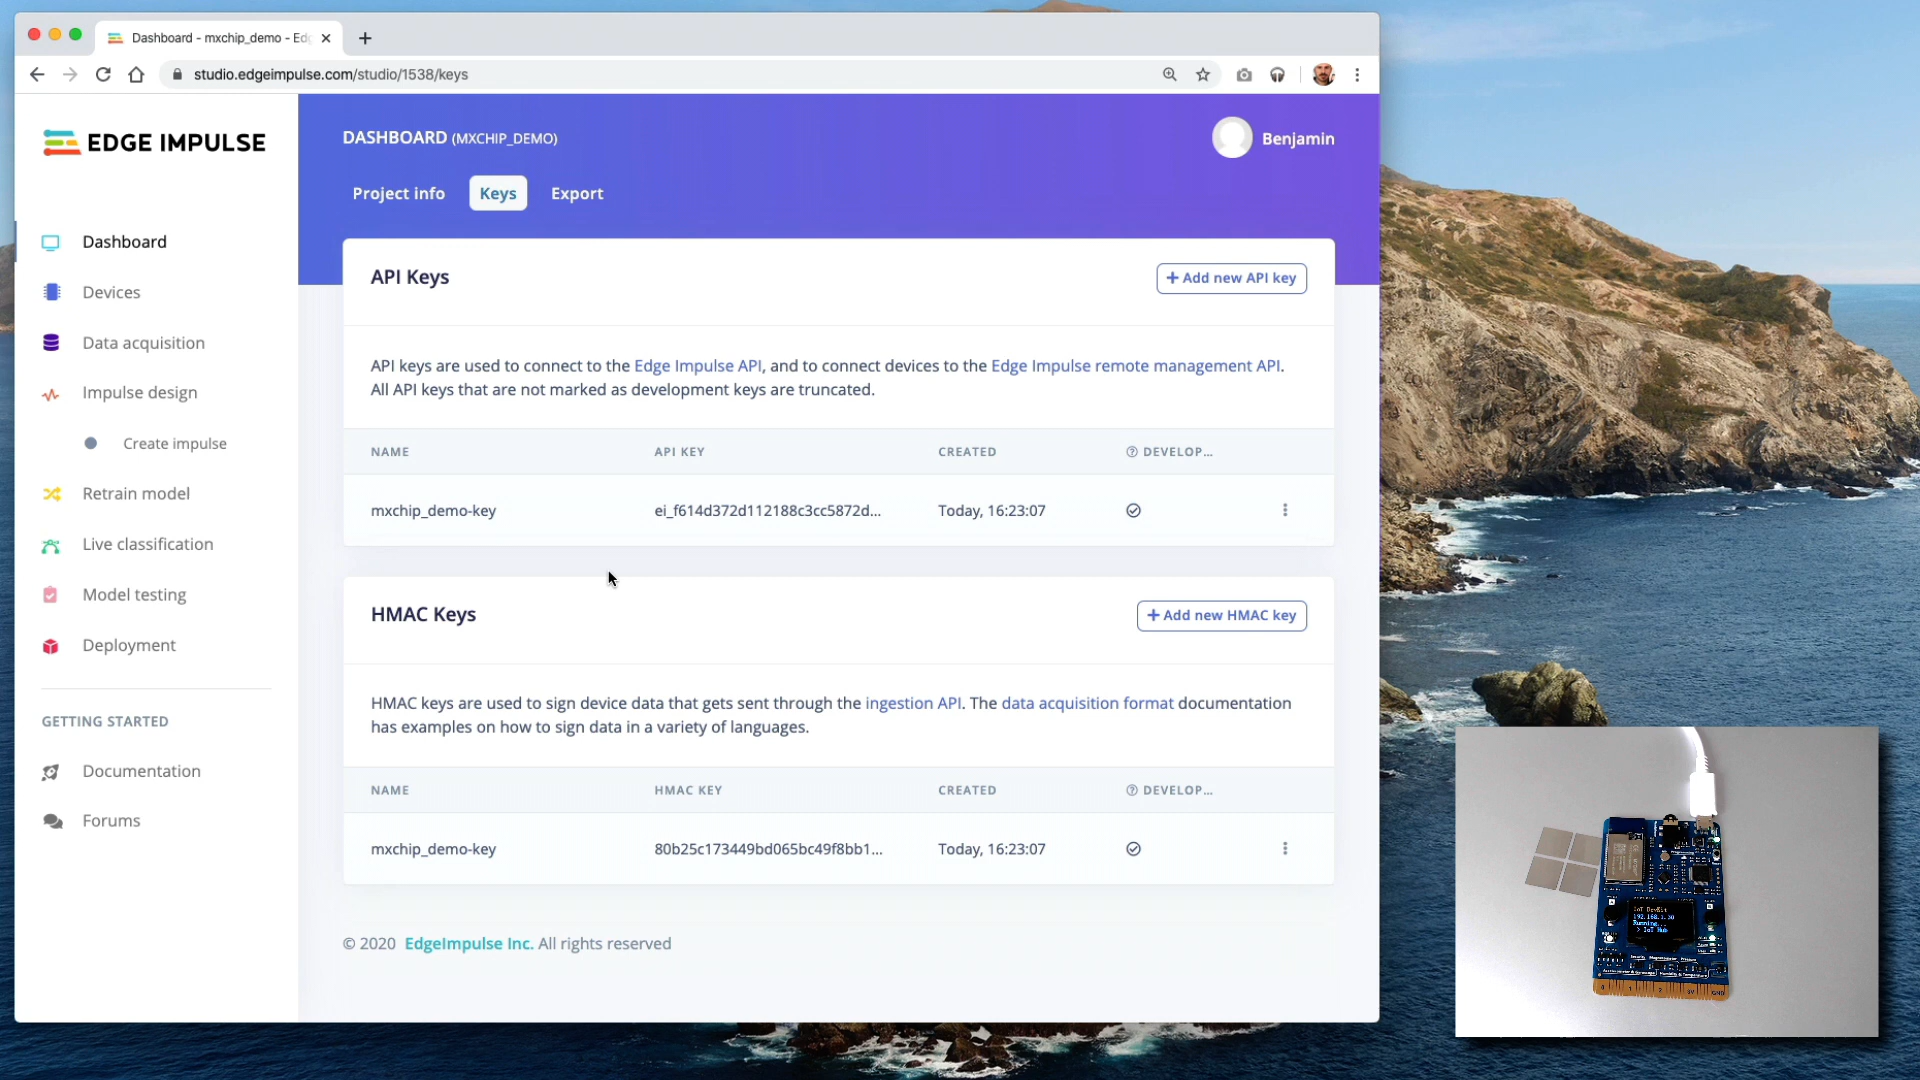 Dashboard - mxchip_demo - Ed
studio.edgeimpulse.com/studio/1538/keys
EDGE IMPULSE
Dashboard
Devices
Data acquisition
Impulse design
Create impulse
Retrain model
Live classification
Model testing
Deployment
GETTING STARTED
Documentation
Forums
DASHBOARD (MXCHIP_DEMO)
Benjamin
Project info
Keys
Export
API Keys
+ Add new API key
API keys are used to connect to the Edge Impulse API, and to connect devices to the Edge Impulse remote management API.
All API keys that are not marked as development keys are truncated.
NAME API KEY CREATED DEVELOP...
mxchip_demo-key ei_f614d372d112188c3cc5872d... Today, 16:23:07
HMAC Keys
+ Add new HMAC key
HMAC keys are used to sign device data that gets sent through the ingestion API. The data acquisition format documentation
has examples on how to sign data in a variety of languages.
NAME HMAC KEY CREATED DEVELOP...
mxchip_demo-key 80b25c173449bd065bc49f8bb1... Today, 16:23:07
© 2020 EdgeImpulse Inc. All rights reserved
IoT DevKit
Running...
> IoT Hub